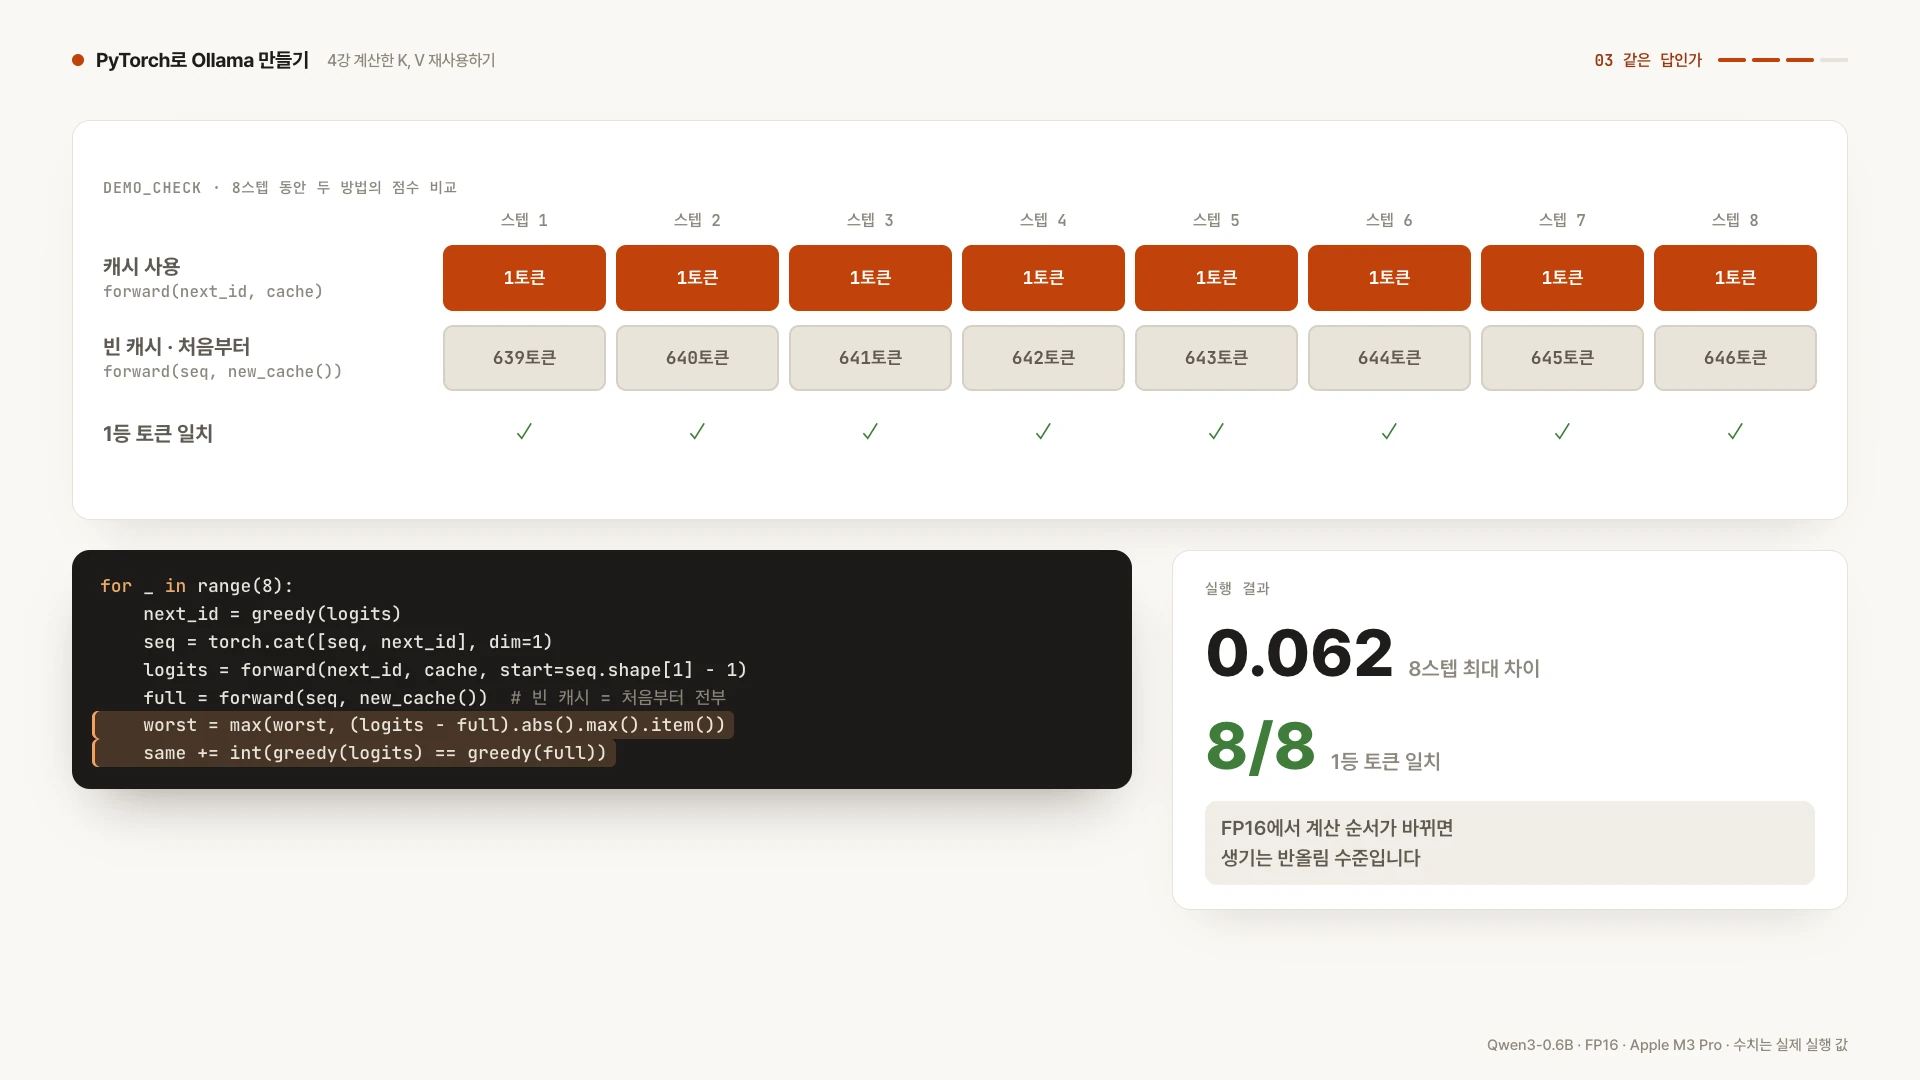 PyTorch로 Ollama 만들기 4강 계산한 K, V 재사용하기
03 같은 답인가
DEMO_CHECK · 8스텝 동안 두 방법의 점수 비교
스텝 1 스텝 2 스텝 3 스텝 4 스텝 5 스텝 6 스텝 7 스텝 8
캐시 사용
forward(next_id, cache)
1토큰 1토큰 1토큰 1토큰 1토큰 1토큰 1토큰 1토큰
빈 캐시 · 처음부터
forward(seq, new_cache())
639토큰 640토큰 641토큰 642토큰 643토큰 644토큰 645토큰 646토큰
1등 토큰 일치 ✓ ✓ ✓ ✓ ✓ ✓ ✓ ✓
for _ in range(8):
    next_id = greedy(logits)
    seq = torch.cat([seq, next_id], dim=1)
    logits = forward(next_id, cache, start=seq.shape[1] - 1)
    full = forward(seq, new_cache())  # 빈 캐시 = 처음부터 전부
    worst = max(worst, (logits - full).abs().max().item())
    same += int(greedy(logits) == greedy(full))
실행 결과
0.062 8스텝 최대 차이
8/8 1등 토큰 일치
FP16에서 계산 순서가 바뀌면
생기는 반올림 수준입니다
Qwen3-0.6B · FP16 · Apple M3 Pro · 수치는 실제 실행 값